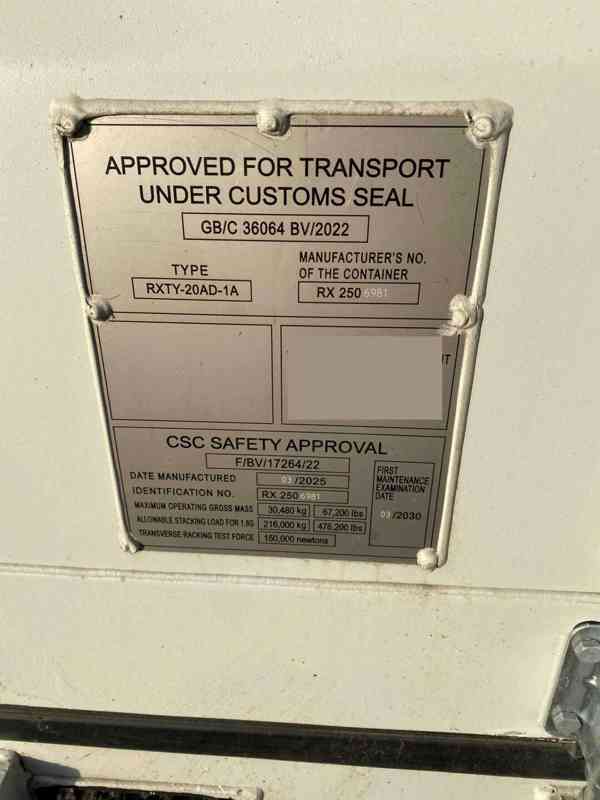 APPROVED FOR TRANSPORT
UNDER CUSTOMS SEAL
GB/C 36064 BV/2022
TYPE
RXTY-20AD-1A
MANUFACTURER'S NO.
OF THE CONTAINER
RX 250 6981
CSC SAFETY APPROVAL
F/BV/17264/22
DATE MANUFACTURED 03/2025
IDENTIFICATION NO. RX 250 6981
MAXIMUM OPERATING GROSS MASS 30,480 kg 67,200 lbs
ALLOWABLE STACKING LOAD FOR 1.8G 216,000 kg 476,200 lbs
TRANSVERSE RACKING TEST FORCE 150,000 newtons
FIRST
MAINTENANCE
EXAMINATION
DATE
03/2030